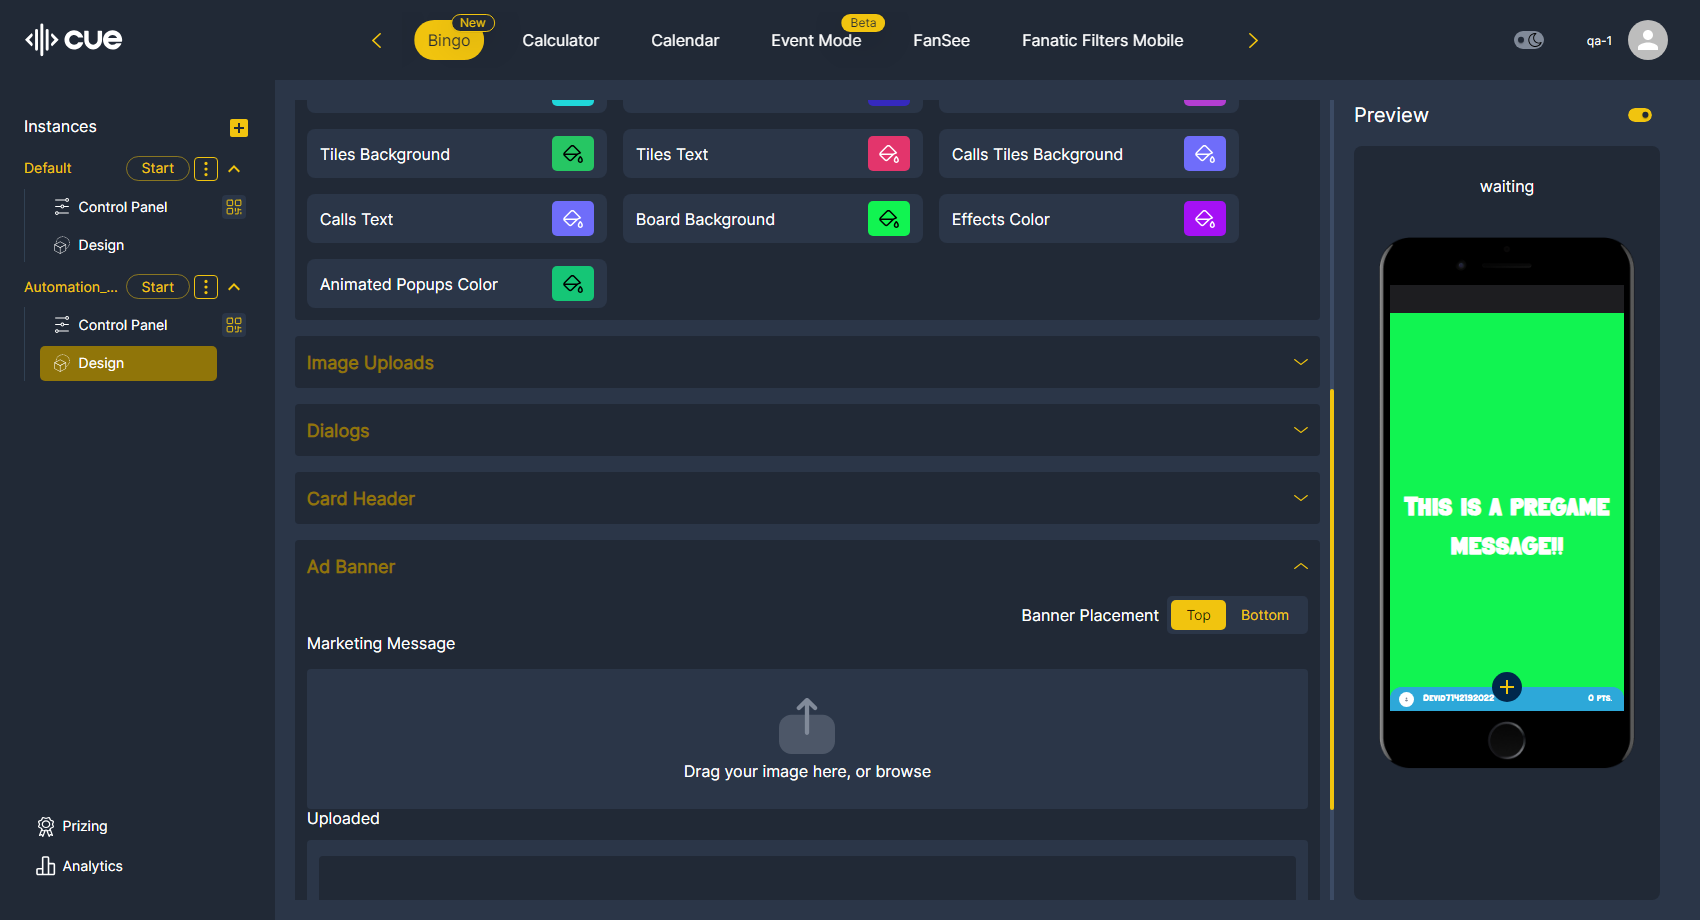 cue
New
Bingo
Calculator
Calendar
Beta
Event Mode
FanSee
Fanatic Filters Mobile
qa-1
Instances
Default
Start
Control Panel
Design
Automation_...
Start
Control Panel
Design
Prizing
Analytics
Tiles Background
Tiles Text
Calls Tiles Background
Calls Text
Board Background
Effects Color
Animated Popups Color
Image Uploads
Dialogs
Card Header
Ad Banner
Banner Placement
Top
Bottom
Marketing Message
Drag your image here, or browse
Uploaded
Preview
waiting
This is a pregame
message!!
1
Devid7142192022
0 pts.